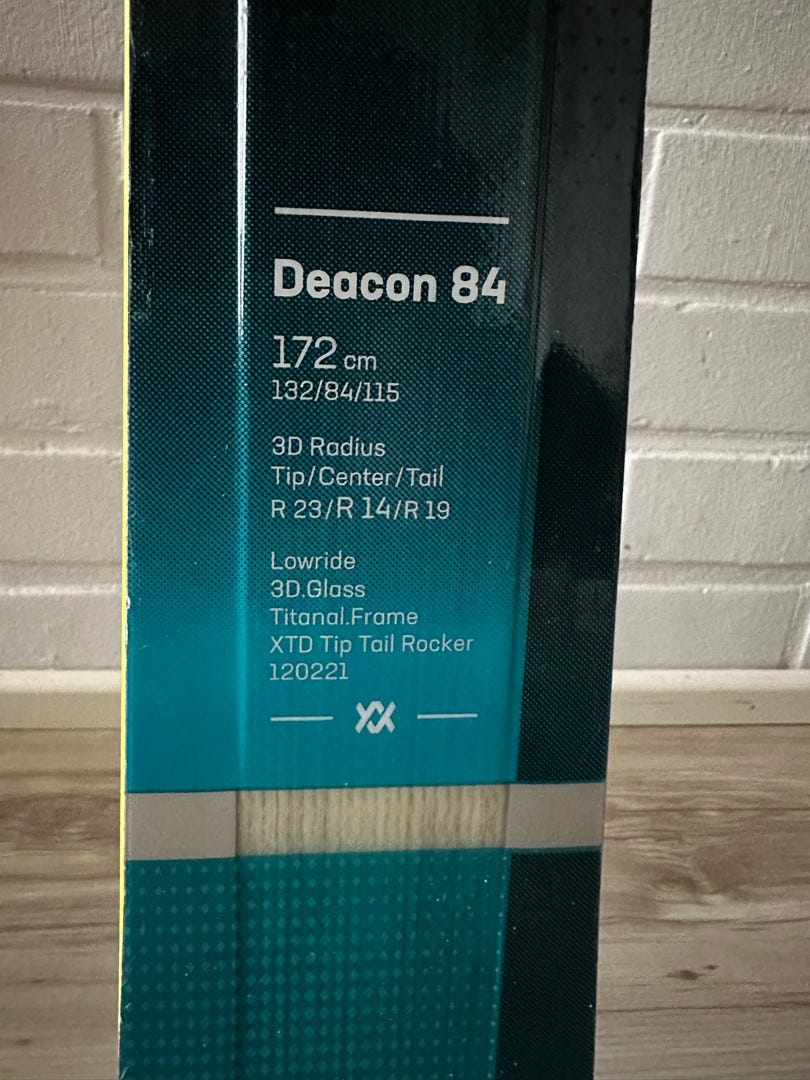 Deacon 84
172 cm
132/84/115
3D Radius
Tip/Center/Tail
R 23/R 14/R 19
Lowride
3D.Glass
Titanal.Frame
XTD Tip Tail Rocker
120221